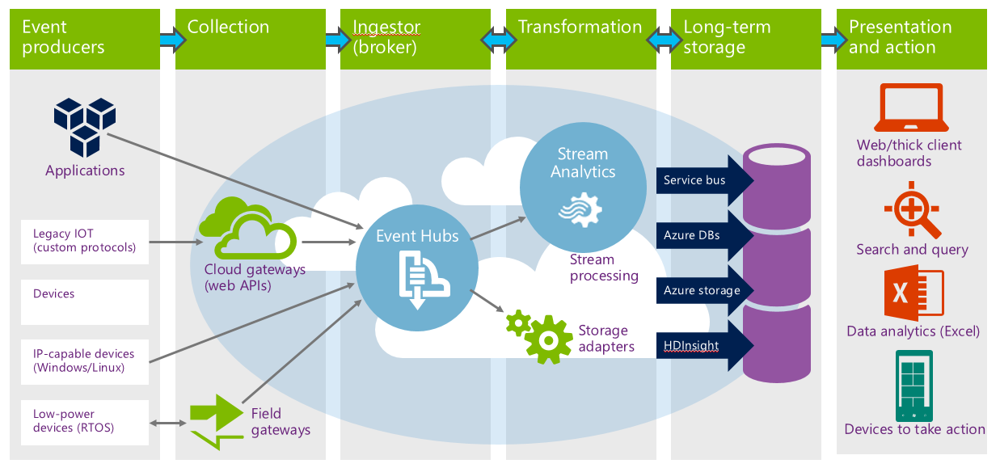 Event
producers
Collection
Ingestor
(broker)
Transformation
Long-term
storage
Presentation
and action
Applications
Legacy IOT
(custom protocols)
Devices
IP-capable devices
(Windows/Linux)
Low-power
devices (RTOS)
Cloud gateways
(web APIs)
Field
gateways
Event Hubs
Stream
Analytics
Stream
processing
Storage
adapters
Service bus
Azure DBs
Azure storage
HDInsight
Web/thick client
dashboards
Search and query
X
Data analytics (Excel)
Devices to take action